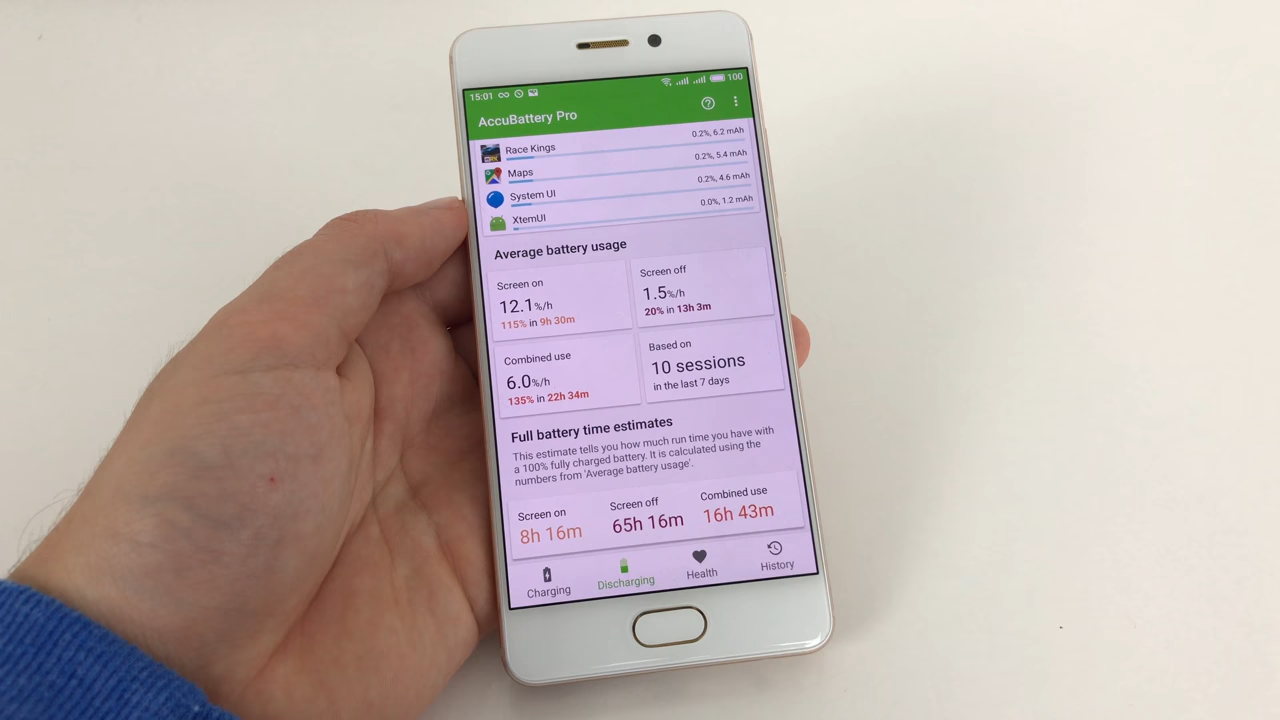 15:01 100
AccuBattery Pro
Race Kings 0.2%, 6.2 mAh
Maps 0.2%, 5.4 mAh
System UI 0.2%, 4.6 mAh
XtemUI 0.0%, 1.2 mAh
Average battery usage
Screen on
12.1%/h
115% in 9h 30m
Screen off
1.5%/h
20% in 13h 3m
Combined use
6.0%/h
135% in 22h 34m
Based on
10 sessions
in the last 7 days
Full battery time estimates
This estimate tells you how much run time you have with
a 100% fully charged battery. It is calculated using the
numbers from 'Average battery usage'.
Screen on
8h 16m
Screen off
65h 16m
Combined use
16h 43m
Charging
Discharging
Health
History